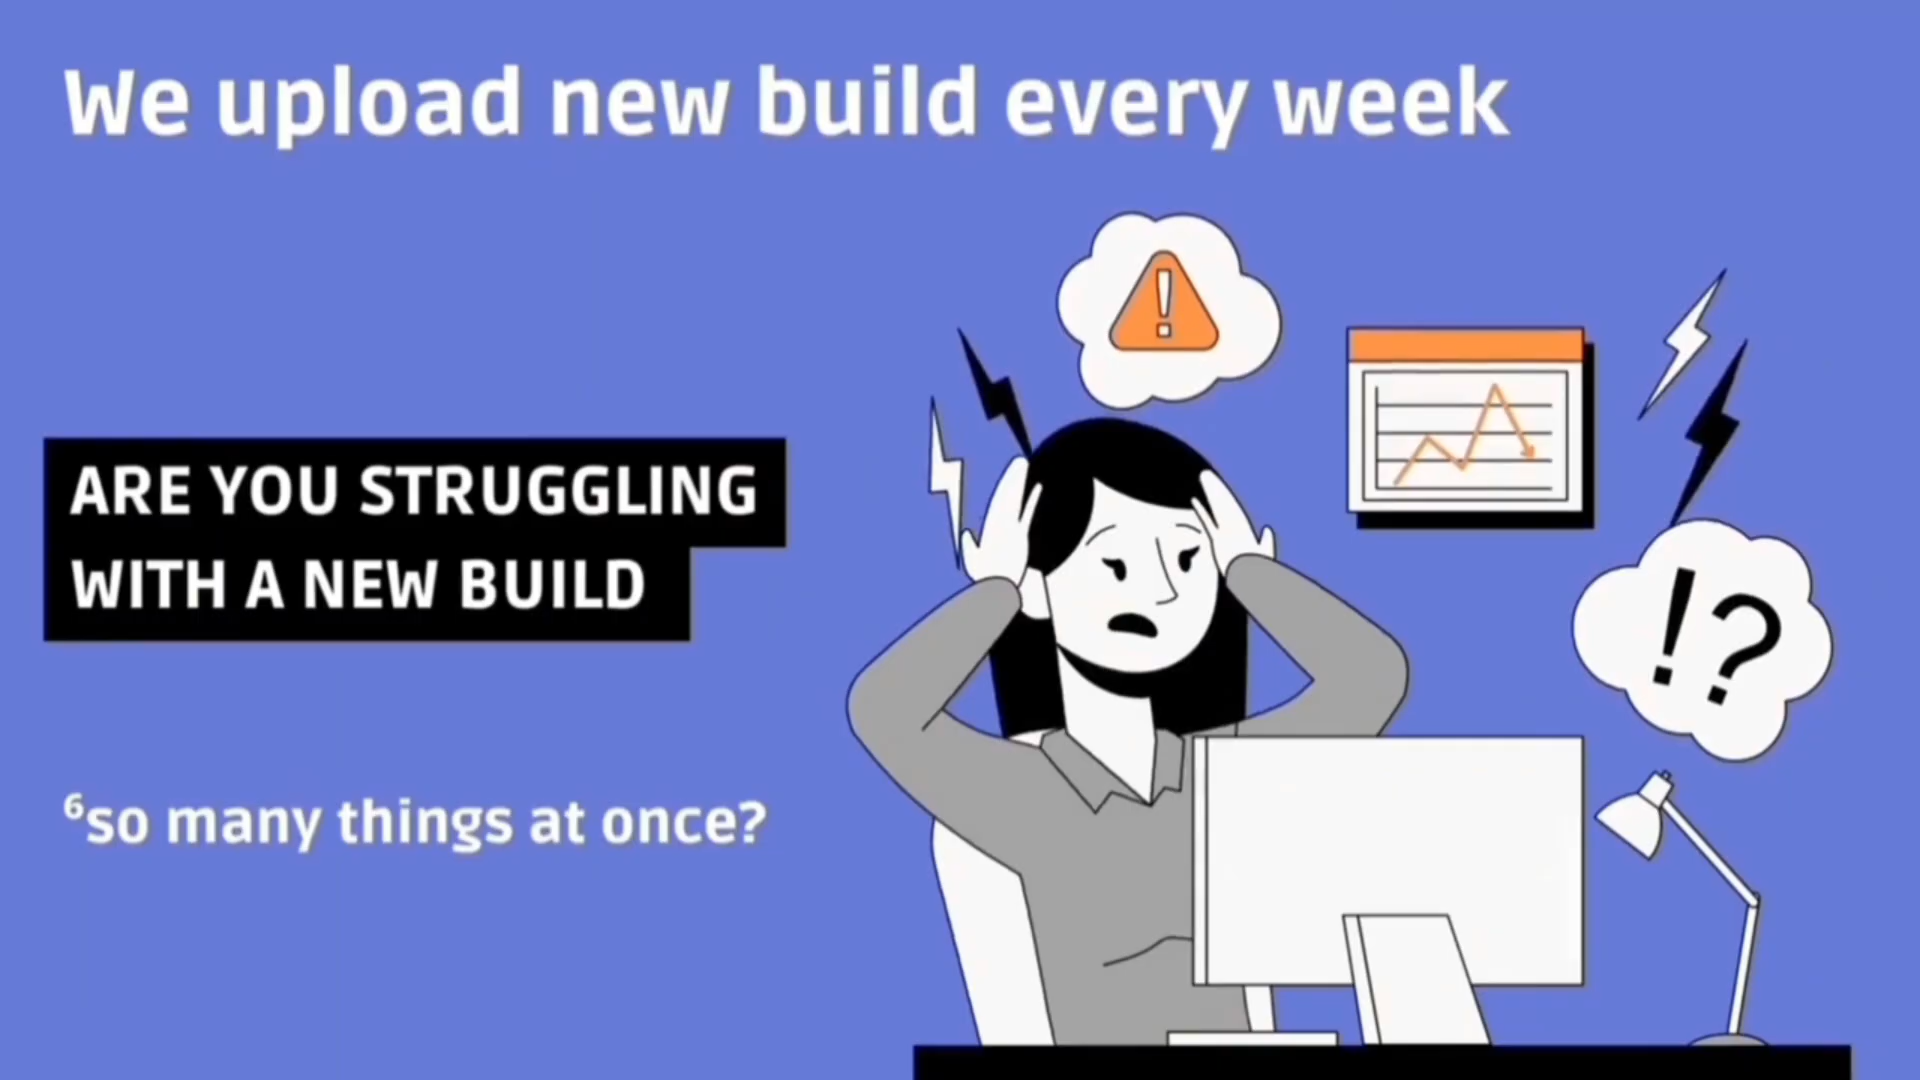 We upload new build every week
ARE YOU STRUGGLING
WITH A NEW BUILD
⁶so many things at once?
!
!?